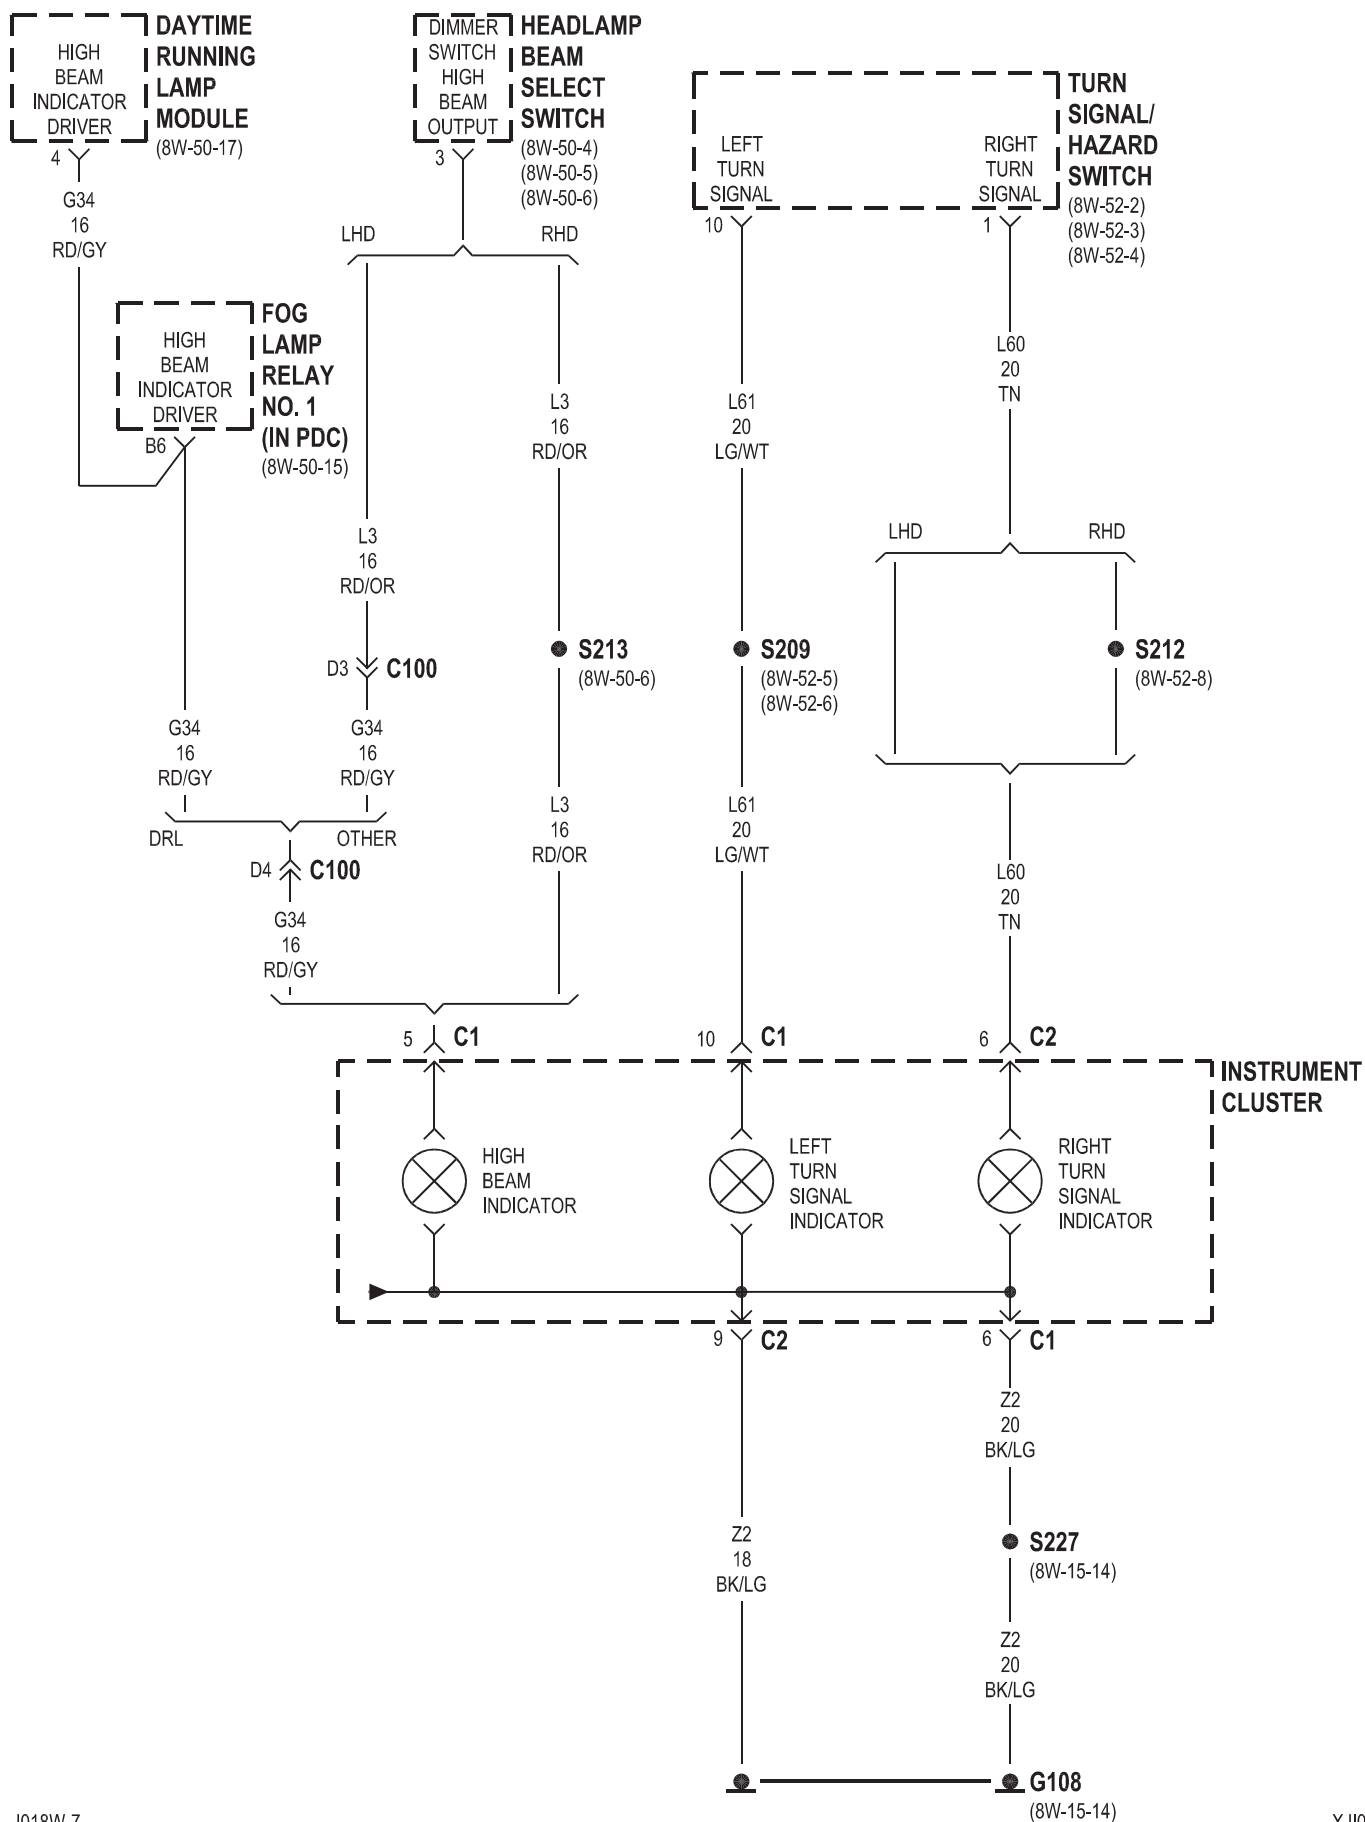 DAYTIME
RUNNING
LAMP
MODULE
(8W-50-17)
HIGH
BEAM
INDICATOR
DRIVER
4
G34
16
RD/GY
DIMMER
SWITCH
HIGH
BEAM
OUTPUT
HEADLAMP
BEAM
SELECT
SWITCH
(8W-50-4)
(8W-50-5)
(8W-50-6)
3
LHD
RHD
TURN
SIGNAL/
HAZARD
SWITCH
(8W-52-2)
(8W-52-3)
(8W-52-4)
LEFT
TURN
SIGNAL
RIGHT
TURN
SIGNAL
10
1
HIGH
BEAM
INDICATOR
DRIVER
FOG
LAMP
RELAY
NO. 1
(IN PDC)
(8W-50-15)
B6
L3
16
RD/OR
L61
20
LG/WT
L60
20
TN
L3
16
RD/OR
LHD
RHD
D3
C100
S213
(8W-50-6)
S209
(8W-52-5)
(8W-52-6)
S212
(8W-52-8)
G34
16
RD/GY
G34
16
RD/GY
DRL
OTHER
L3
16
RD/OR
L61
20
LG/WT
D4
C100
L60
20
TN
G34
16
RD/GY
5
C1
10
C1
6
C2
INSTRUMENT
CLUSTER
HIGH
BEAM
INDICATOR
LEFT
TURN
SIGNAL
INDICATOR
RIGHT
TURN
SIGNAL
INDICATOR
9
C2
6
C1
Z2
20
BK/LG
Z2
18
BK/LG
S227
(8W-15-14)
Z2
20
BK/LG
G108
(8W-15-14)
J018W-7